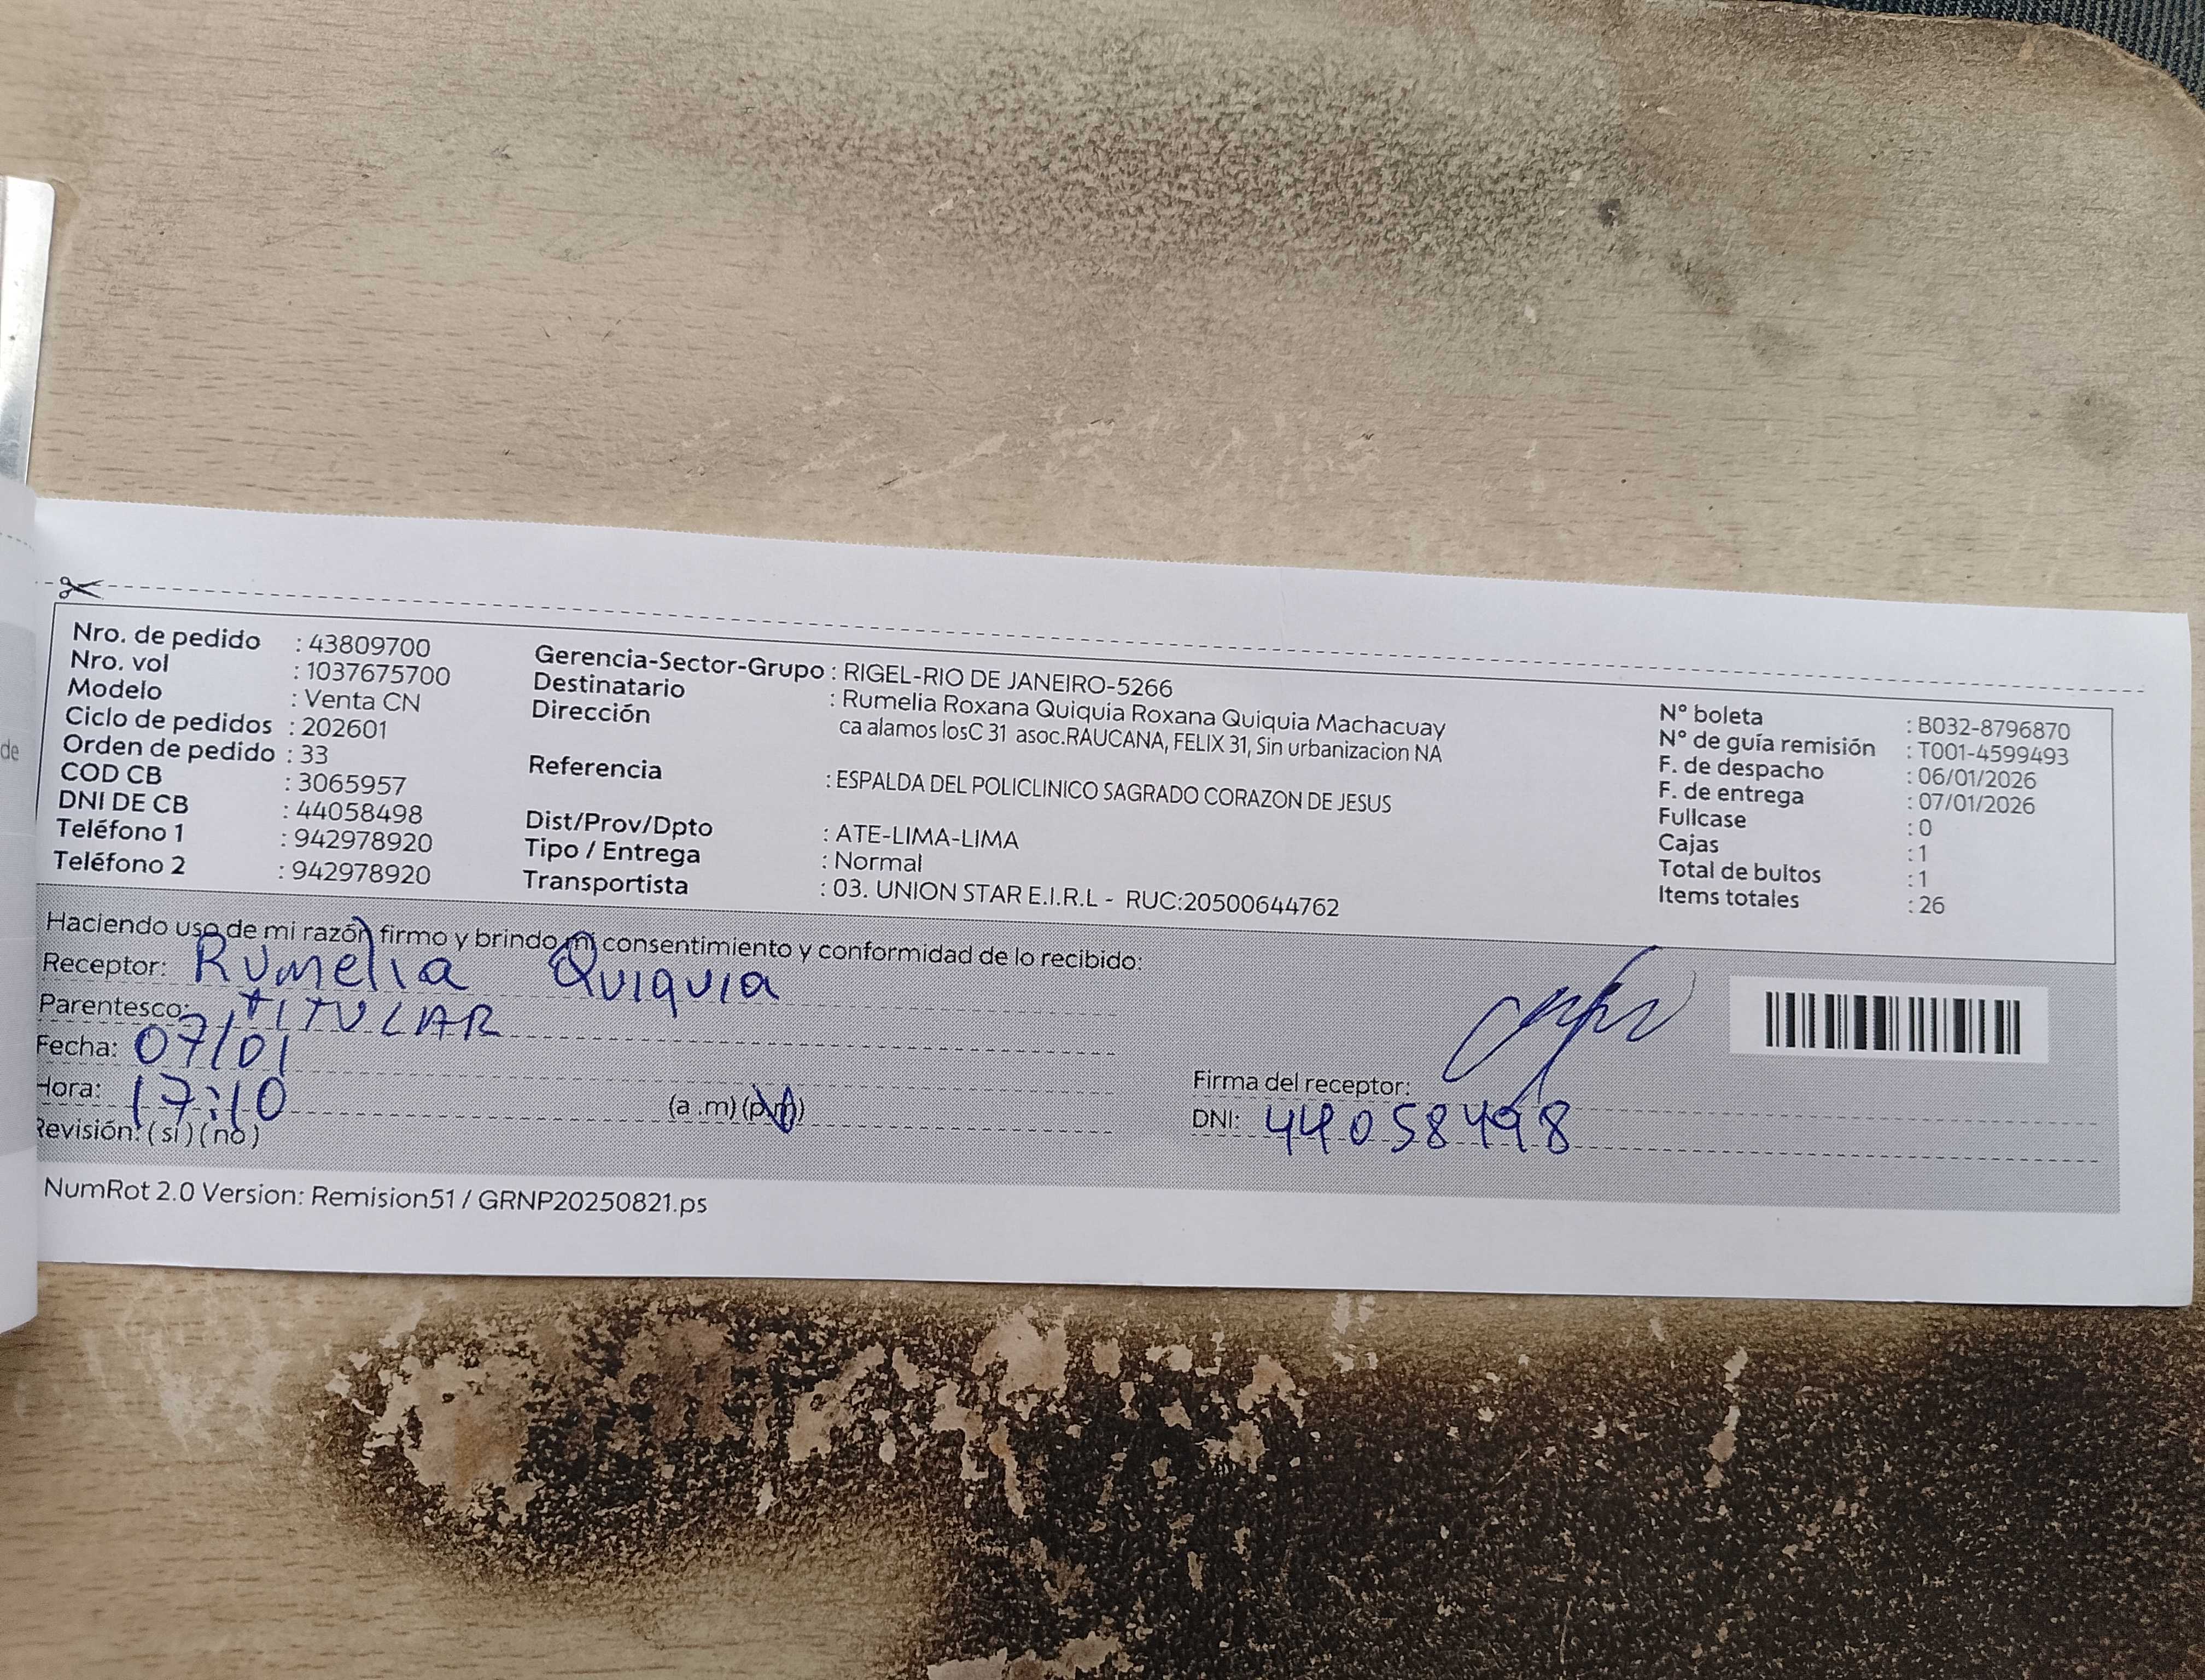 Nro. de pedido : 43809700
Nro. vol : 1037675700
Modelo : Venta CN
Ciclo de pedidos : 202601
Orden de pedido : 33
COD CB : 3065957
DNI DE CB : 44058498
Teléfono 1 : 942978920
Teléfono 2 : 942978920
Gerencia-Sector-Grupo : RIGEL-RIO DE JANEIRO-5266
Destinatario : Rumelia Roxana Quiquia Roxana Quiquia Machacuay
Dirección ca alamos losC 31 asoc.RAUCANA, FELIX 31, Sin urbanizacion NA
Referencia : ESPALDA DEL POLICLINICO SAGRADO CORAZON DE JESUS
Dist/Prov/Dpto : ATE-LIMA-LIMA
Tipo / Entrega : Normal
Transportista : 03. UNION STAR E.I.R.L - RUC:20500644762
N° boleta : B032-8796870
N° de guía remisión : T001-4599493
F. de despacho : 06/01/2026
F. de entrega : 07/01/2026
Fullcase : 0
Cajas : 1
Total de bultos : 1
Items totales : 26
Haciendo uso de mi razón firmo y brindo mi consentimiento y conformidad de lo recibido:
Receptor: Rumelia Quiquia
Parentesco: TITULAR
Fecha: 07/01
Hora: 17:10 (a .m) (p.m)
Revisión: ( si ) ( no )
Firma del receptor:
DNI: 44058498
NumRot 2.0 Version: Remision51 / GRNP20250821.ps
de